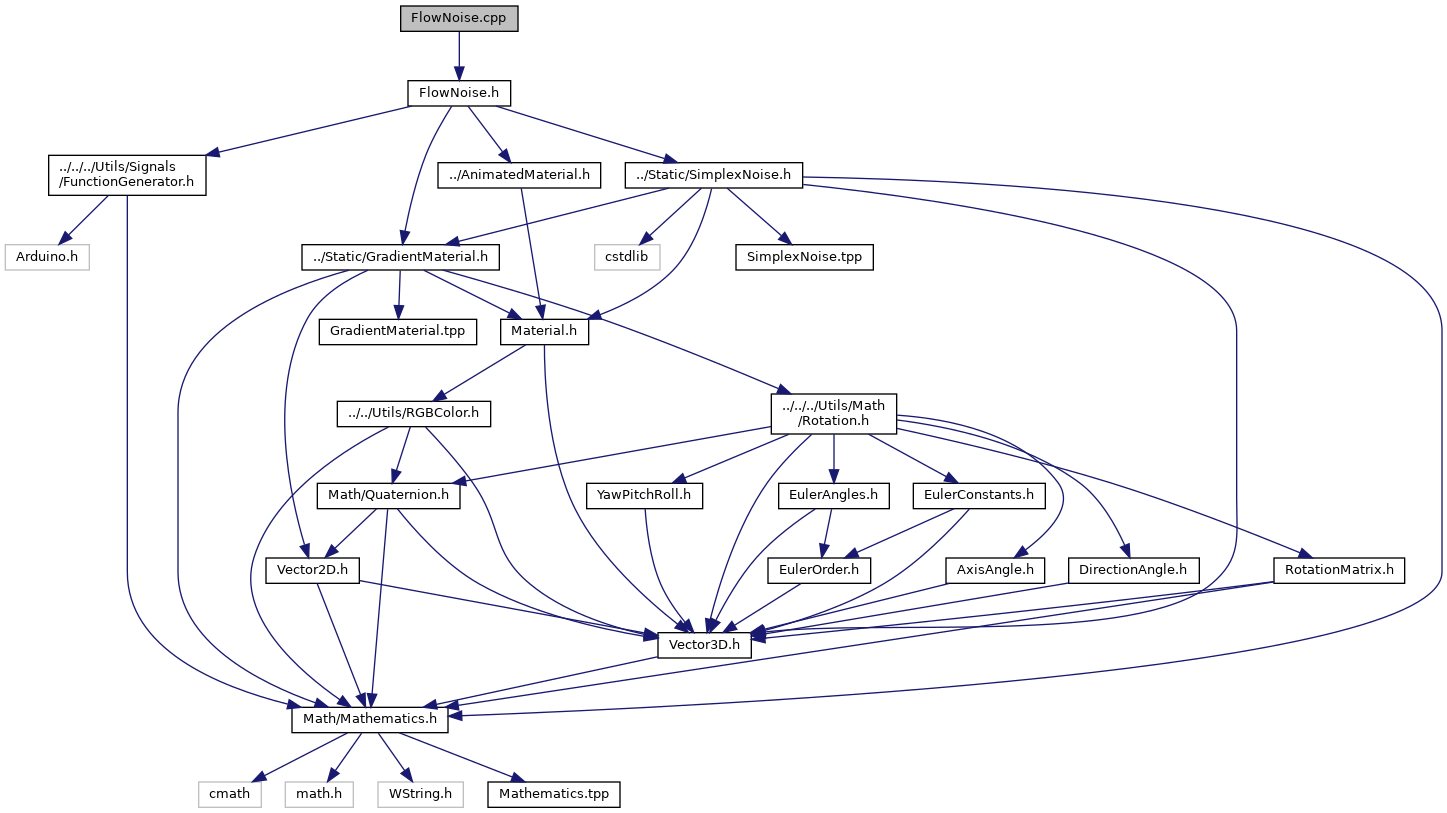 FlowNoise.cpp
FlowNoise.h
../../../Utils/Signals
/FunctionGenerator.h
../AnimatedMaterial.h
../Static/SimplexNoise.h
Arduino.h
../Static/GradientMaterial.h
cstdlib
SimplexNoise.tpp
GradientMaterial.tpp
Material.h
../../Utils/RGBColor.h
../../../Utils/Math
/Rotation.h
Math/Quaternion.h
YawPitchRoll.h
EulerAngles.h
EulerConstants.h
Vector2D.h
EulerOrder.h
AxisAngle.h
DirectionAngle.h
RotationMatrix.h
Vector3D.h
Math/Mathematics.h
cmath
math.h
WString.h
Mathematics.tpp